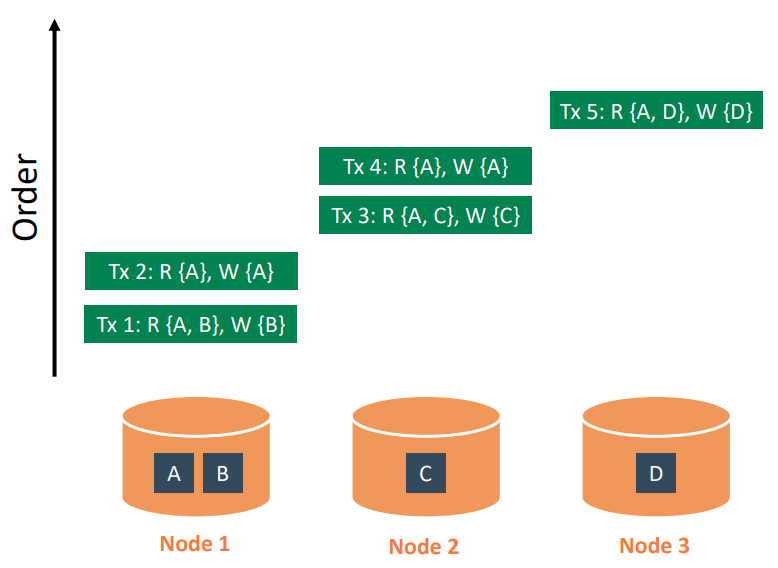 Order
Tx 5: R {A, D}, W {D}
Tx 4: R {A}, W {A}
Tx 3: R {A, C}, W {C}
Tx 2: R {A}, W {A}
Tx 1: R {A, B}, W {B}
A B
C
D
Node 1
Node 2
Node 3